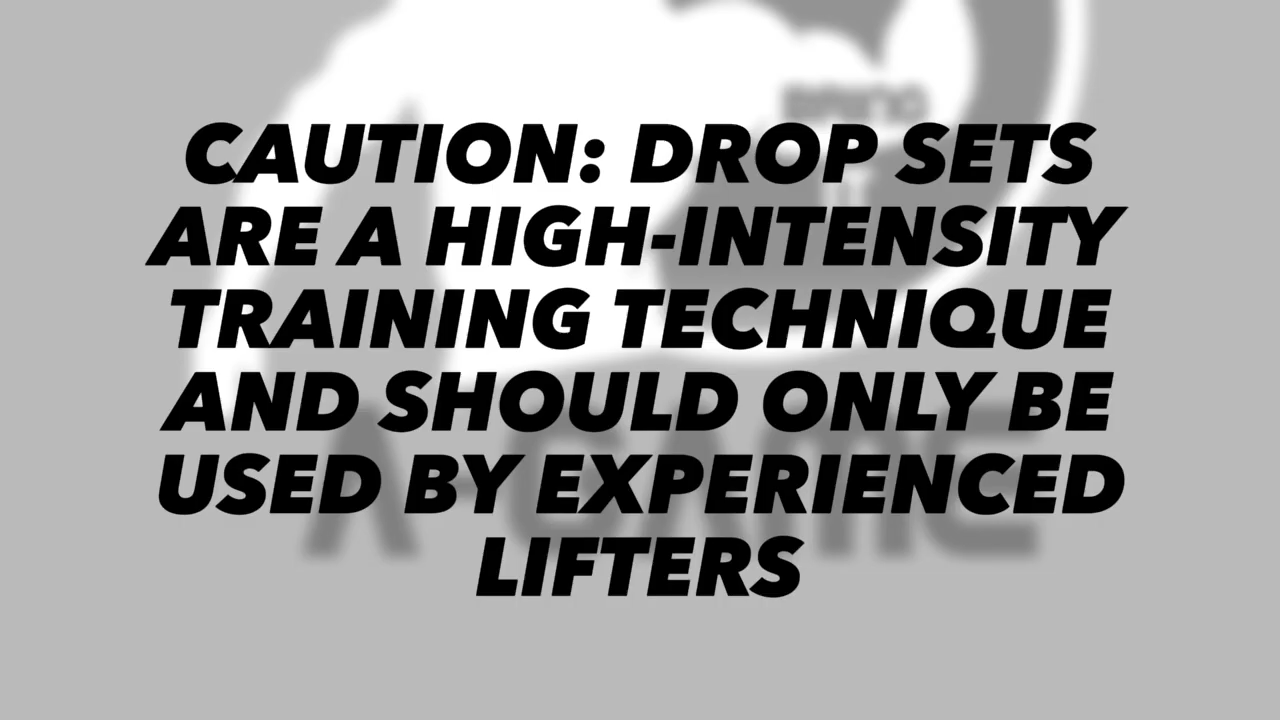 CAUTION: DROP SETS
ARE A HIGH-INTENSITY
TRAINING TECHNIQUE
AND SHOULD ONLY BE
USED BY EXPERIENCED
LIFTERS